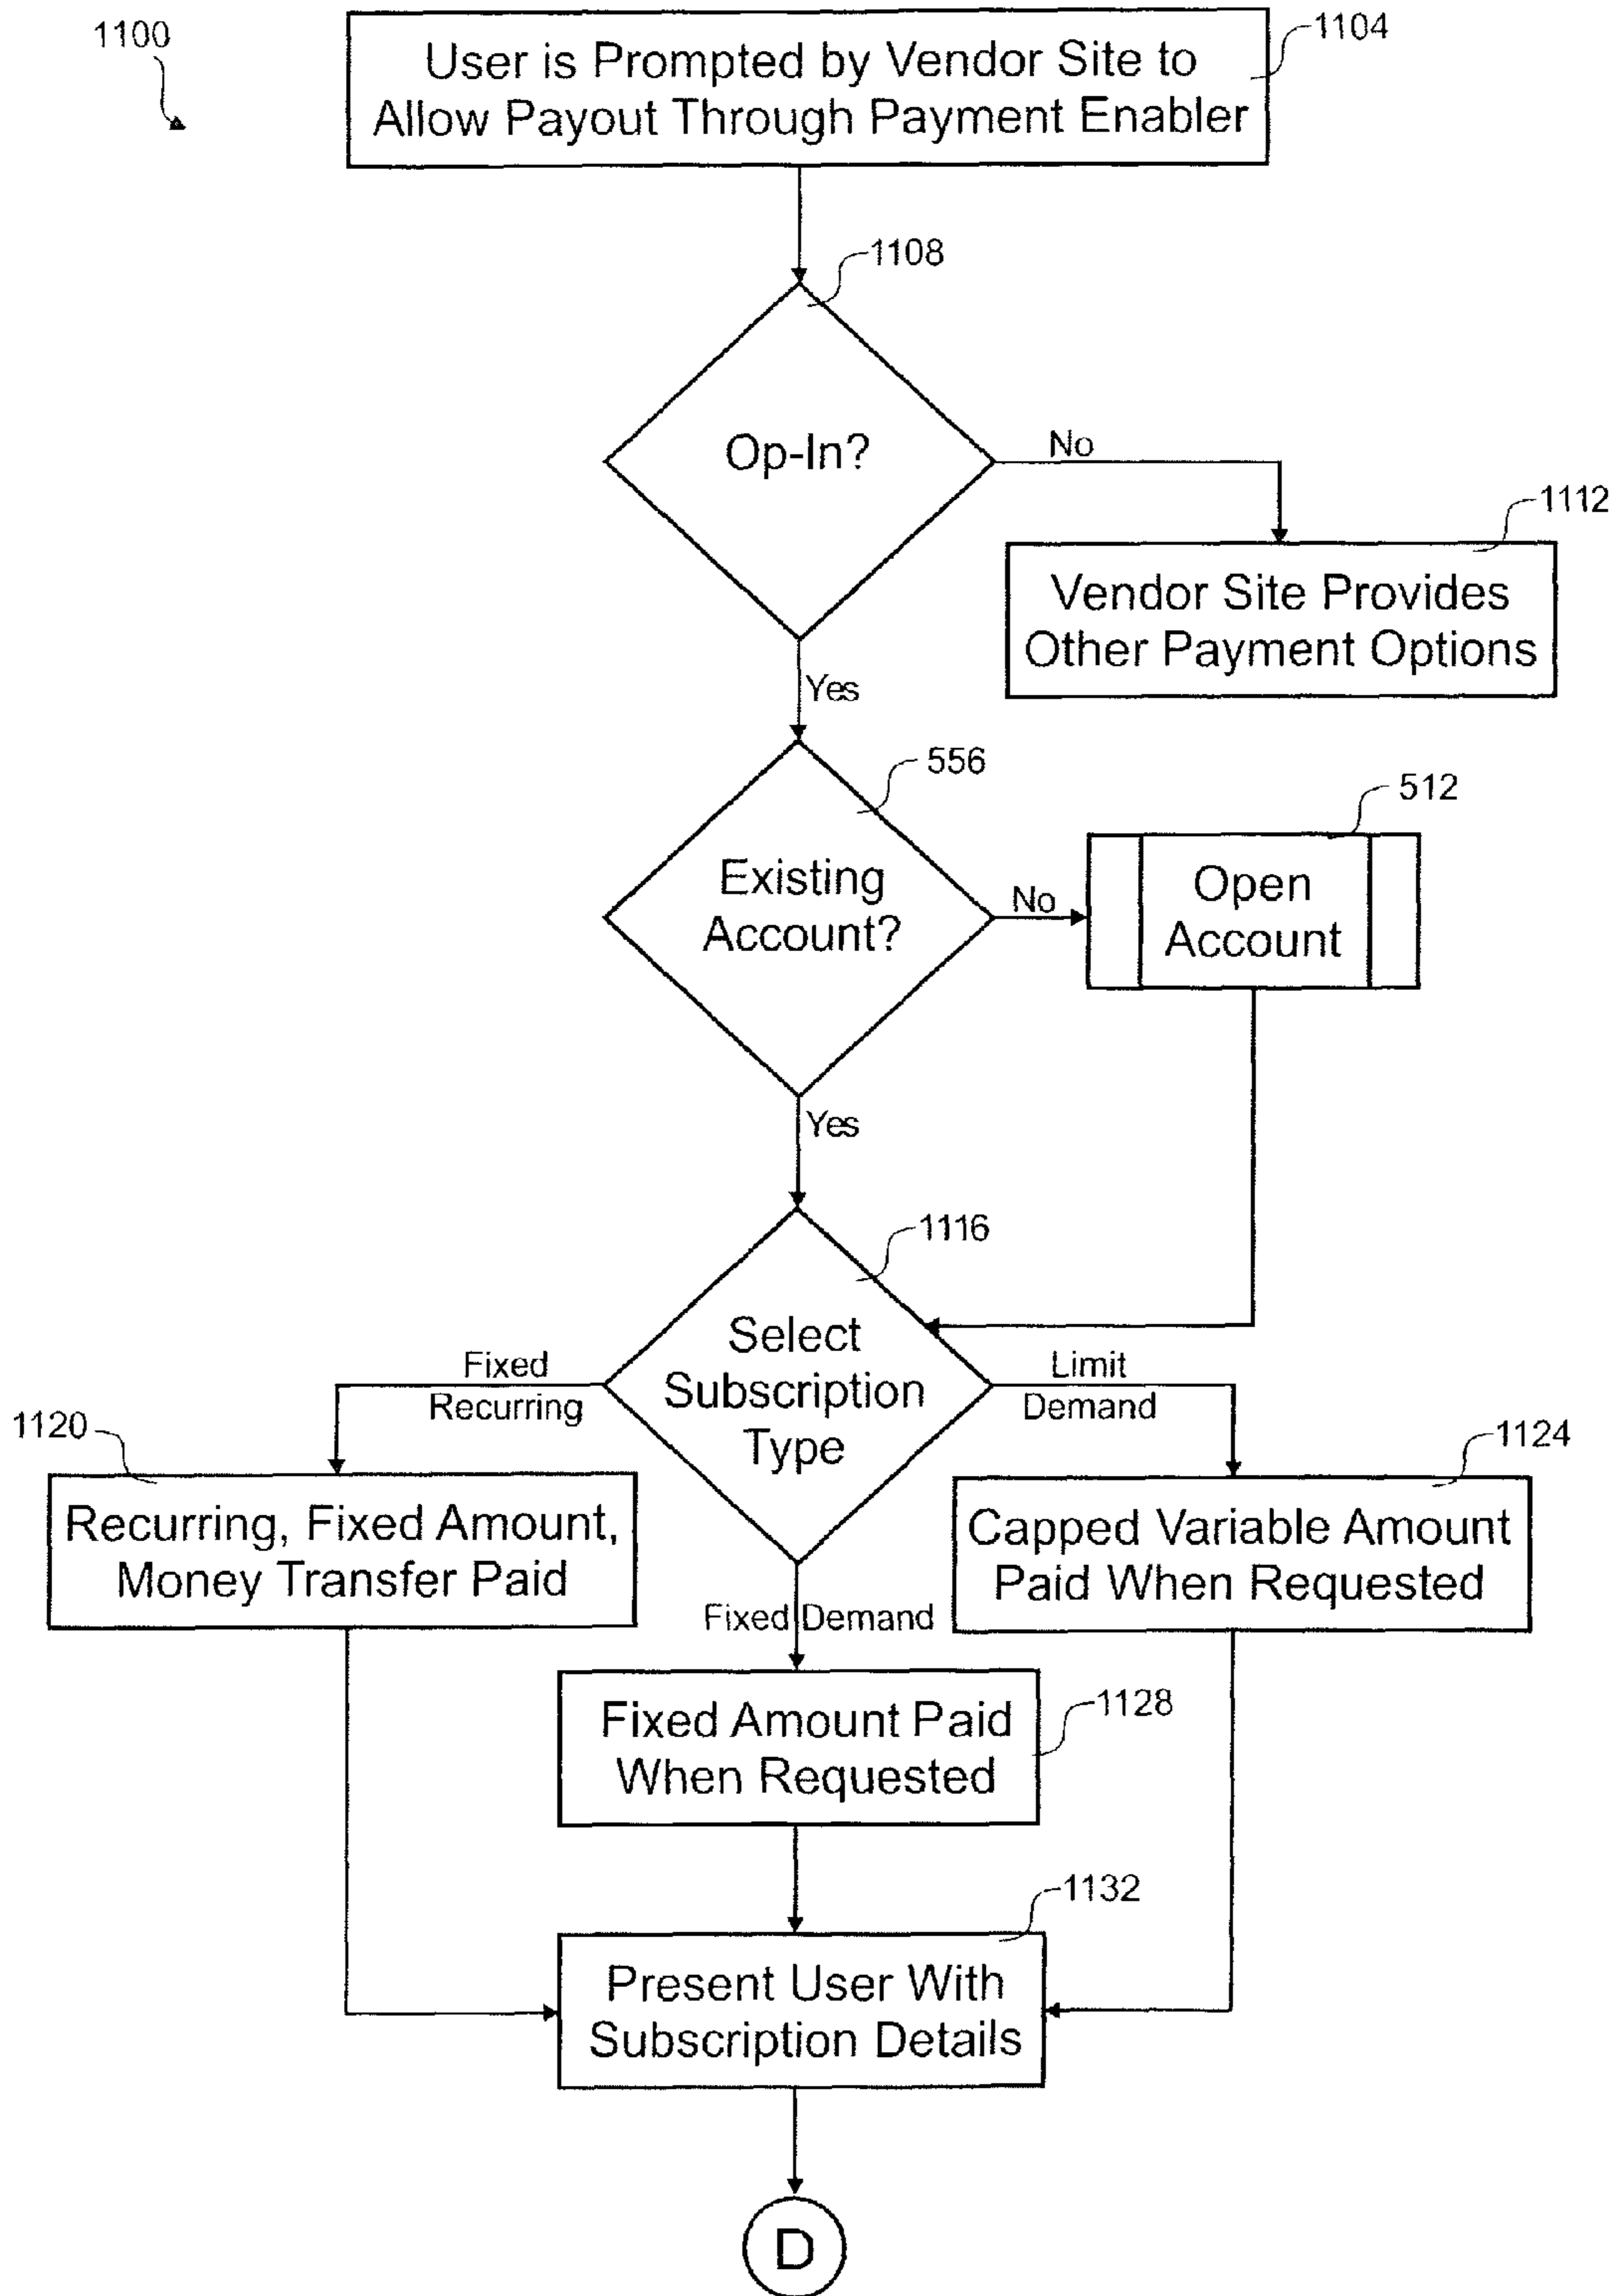 1100
1104
User is Prompted by Vendor Site to
Allow Payout Through Payment Enabler
1108
Op-In?
No
1112
Vendor Site Provides
Other Payment Options
Yes
556
Existing
Account?
No
512
Open
Account
Yes
1116
Select
Subscription
Type
Fixed
Recurring
Limit
Demand
1120
Recurring, Fixed Amount,
Money Transfer Paid
1124
Capped Variable Amount
Paid When Requested
Fixed Demand
1128
Fixed Amount Paid
When Requested
1132
Present User With
Subscription Details
D